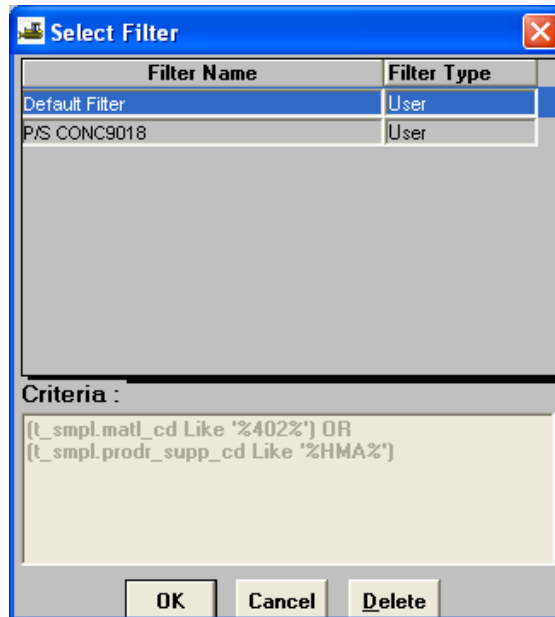 Select Filter
Filter Name Filter Type
Default Filter User
P/S CONC9018 User
Criteria :
(t_smpl.matl_cd Like '%402%') OR
(t_smpl.prodr_supp_cd Like '%HMA%')
OK Cancel Delete